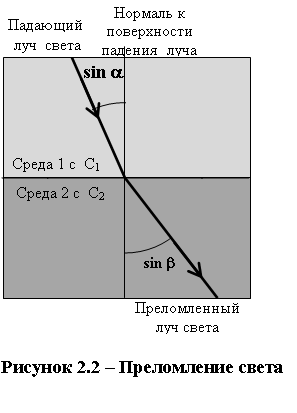 Падающий
луч света
Нормаль к
поверхности
падения луча
sin α
Среда 1 с C₁
Среда 2 с C₂
sin β
Преломленный
луч света
Рисунок 2.2 – Преломление света